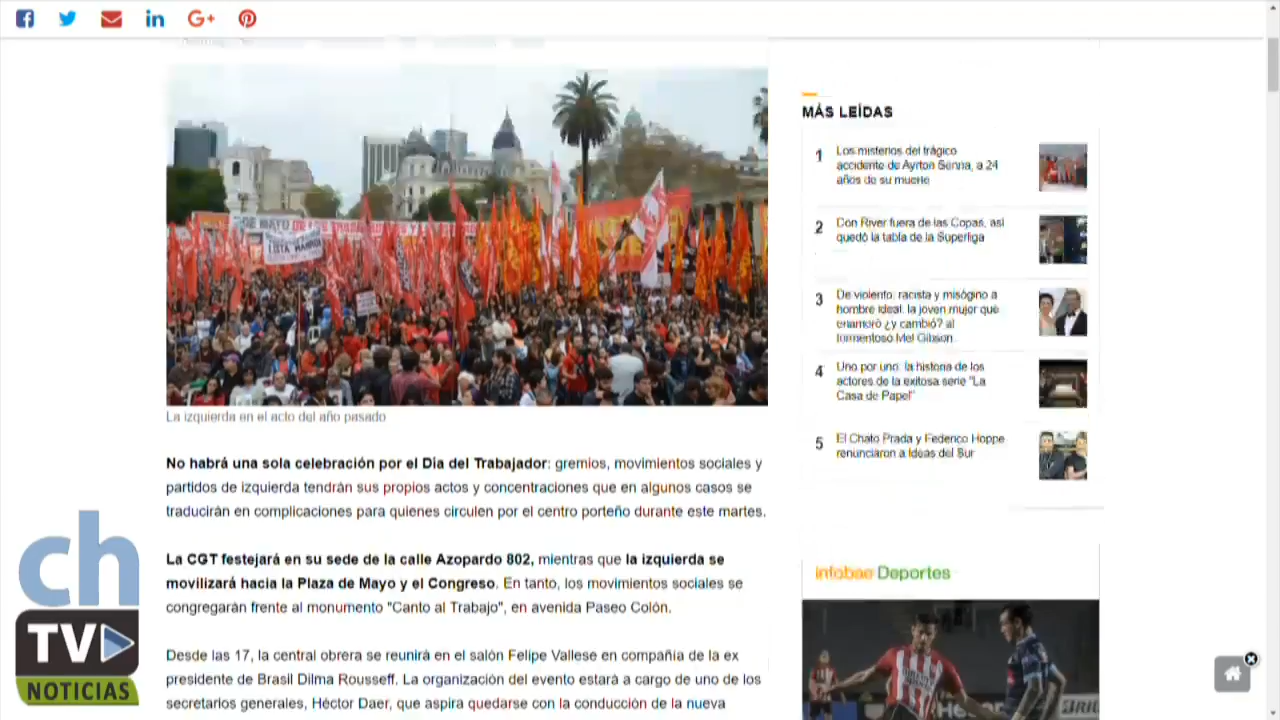 MÁS LEÍDAS
1 Los misterios del trágico
accidente de Ayrton Senna, a 24
años de su muerte
2 Con River fuera de las Copas, así
quedó la tabla de la Superliga
3 De violento, racista y misógino a
hombre ideal: la joven mujer que
enamoró ¿y cambió? al
tormentoso Mel Gibson
4 Uno por uno: la historia de los
actores de la exitosa serie "La
Casa de Papel"
5 El Chato Prada y Federico Hoppe
renunciaron a Ideas del Sur
La izquierda en el acto del año pasado
No habrá una sola celebración por el Día del Trabajador: gremios, movimientos sociales y
partidos de izquierda tendrán sus propios actos y concentraciones que en algunos casos se
traducirán en complicaciones para quienes circulen por el centro porteño durante este martes.
La CGT festejará en su sede de la calle Azopardo 802, mientras que la izquierda se
movilizará hacia la Plaza de Mayo y el Congreso. En tanto, los movimientos sociales se
congregarán frente al monumento "Canto al Trabajo", en avenida Paseo Colón.
Desde las 17, la central obrera se reunirá en el salón Felipe Vallese en compañía de la ex
presidente de Brasil Dilma Rousseff. La organización del evento estará a cargo de uno de los
secretarios generales, Héctor Daer, que aspira quedarse con la conducción de la nueva
infobae Deportes
ch
TV
NOTICIAS